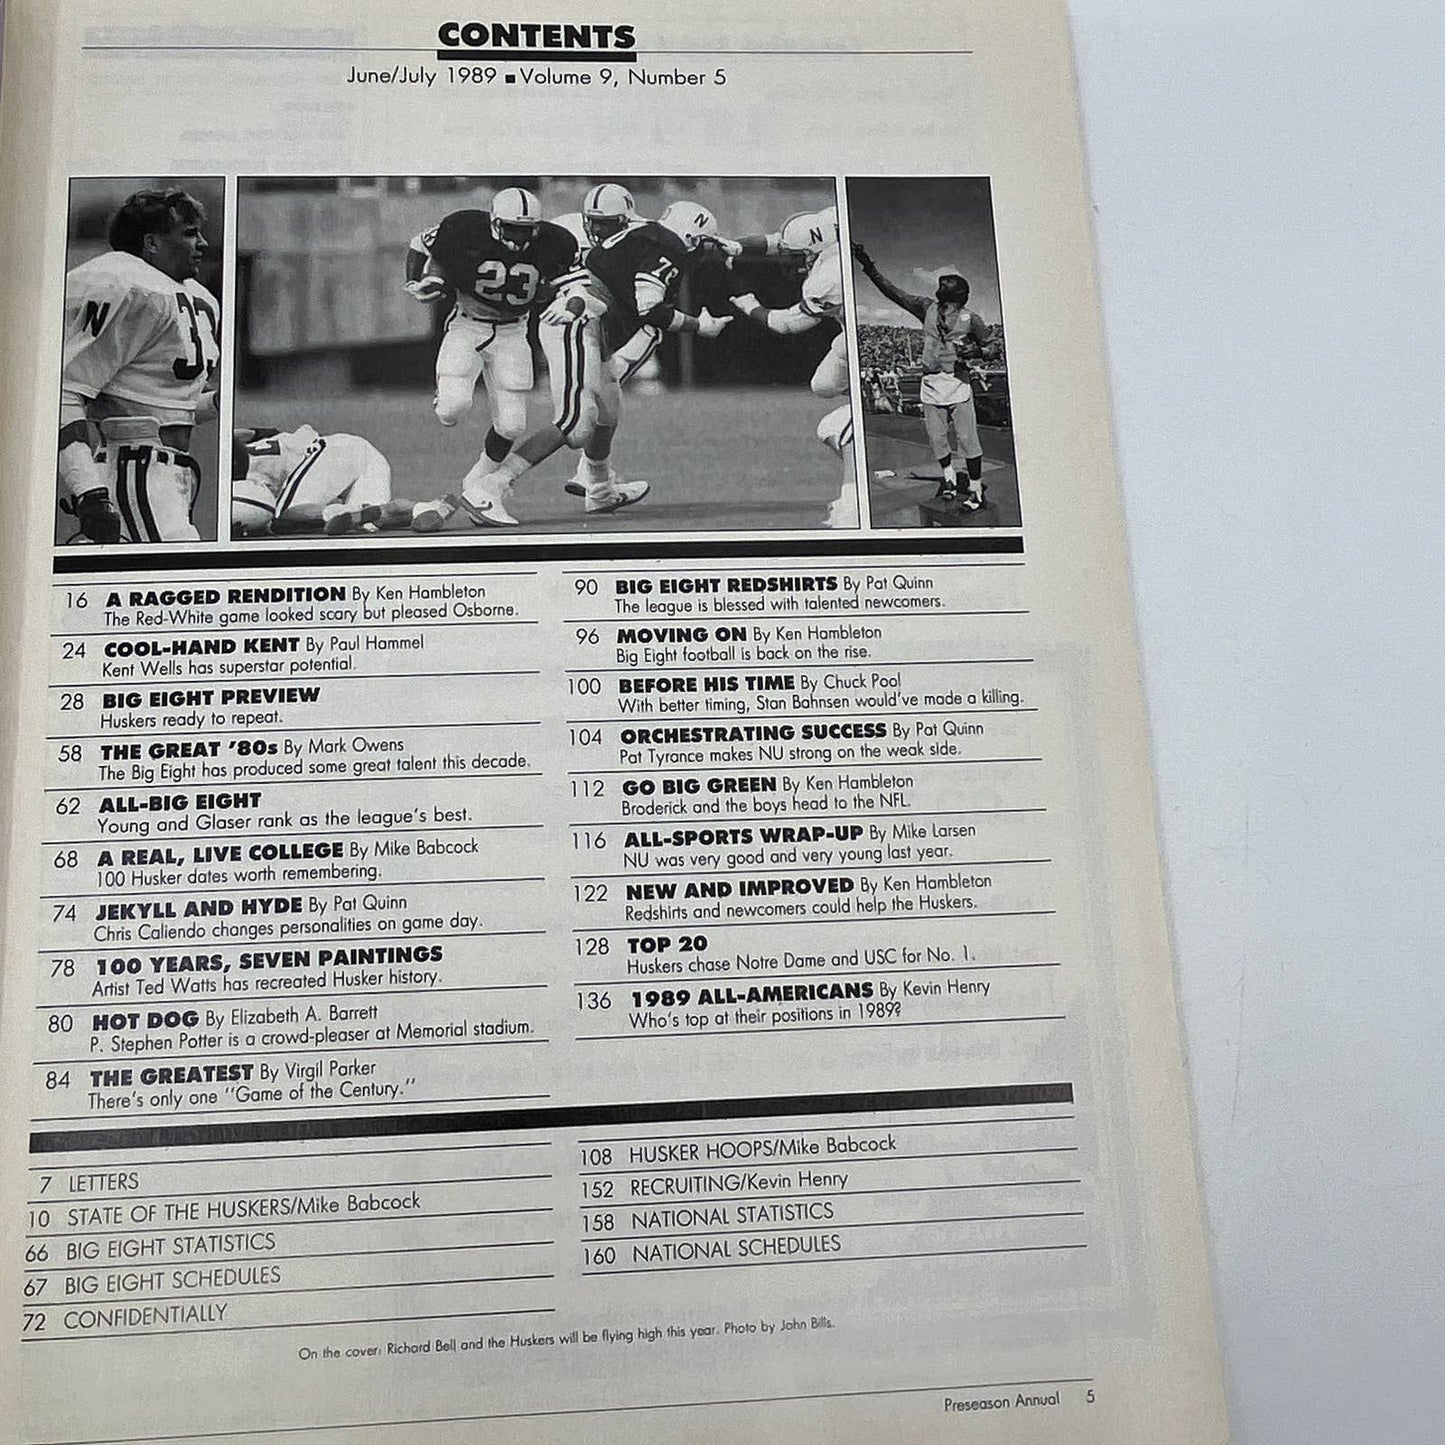 CONTENTS
June/July 1989 ■ Volume 9, Number 5
N
33
23
N
78
N
N
16 A RAGGED RENDITION By Ken Hambleton
The Red-White game looked scary but pleased Osborne.
24 COOL-HAND KENT By Paul Hammel
Kent Wells has superstar potential.
28 BIG EIGHT PREVIEW
Huskers ready to repeat.
58 THE GREAT '80s By Mark Owens
The Big Eight has produced some great talent this decade.
62 ALL-BIG EIGHT
Young and Glaser rank as the league's best.
68 A REAL, LIVE COLLEGE By Mike Babcock
100 Husker dates worth remembering.
74 JEKYLL AND HYDE By Pat Quinn
Chris Caliendo changes personalities on game day.
78 100 YEARS, SEVEN PAINTINGS
Artist Ted Watts has recreated Husker history.
80 HOT DOG By Elizabeth A. Barrett
P. Stephen Potter is a crowd-pleaser at Memorial stadium.
84 THE GREATEST By Virgil Parker
There's only one "Game of the Century."
90 BIG EIGHT REDSHIRTS By Pat Quinn
The league is blessed with talented newcomers.
96 MOVING ON By Ken Hambleton
Big Eight football is back on the rise.
100 BEFORE HIS TIME By Chuck Pool
With better timing, Stan Bahnsen would've made a killing.
104 ORCHESTRATING SUCCESS By Pat Quinn
Pat Tyrance makes NU strong on the weak side.
112 GO BIG GREEN By Ken Hambleton
Broderick and the boys head to the NFL.
116 ALL-SPORTS WRAP-UP By Mike Larsen
NU was very good and very young last year.
122 NEW AND IMPROVED By Ken Hambleton
Redshirts and newcomers could help the Huskers.
128 TOP 20
Huskers chase Notre Dame and USC for No. 1.
136 1989 ALL-AMERICANS By Kevin Henry
Who's top at their positions in 1989?
7 LETTERS
10 STATE OF THE HUSKERS/Mike Babcock
66 BIG EIGHT STATISTICS
67 BIG EIGHT SCHEDULES
72 CONFIDENTIALLY
108 HUSKER HOOPS/Mike Babcock
152 RECRUITING/Kevin Henry
158 NATIONAL STATISTICS
160 NATIONAL SCHEDULES
On the cover: Richard Bell and the Huskers will be flying high this year. Photo by John Bills.
Preseason Annual 5